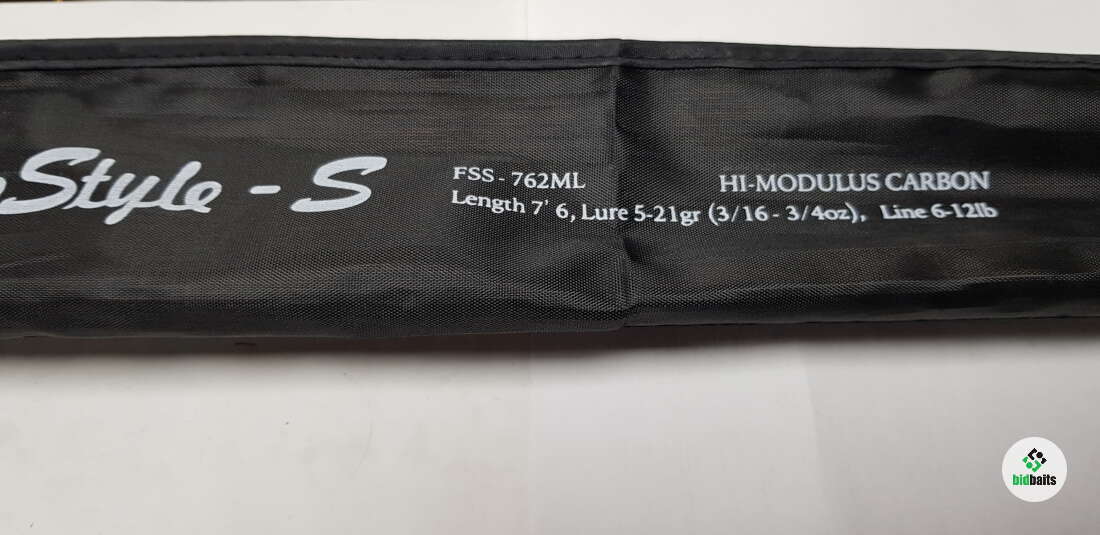 Style - S
FSS - 762ML
HI-MODULUS CARBON
Length 7' 6, Lure 5-21gr (3/16 - 3/4oz), Line 6-12lb
bidbaits